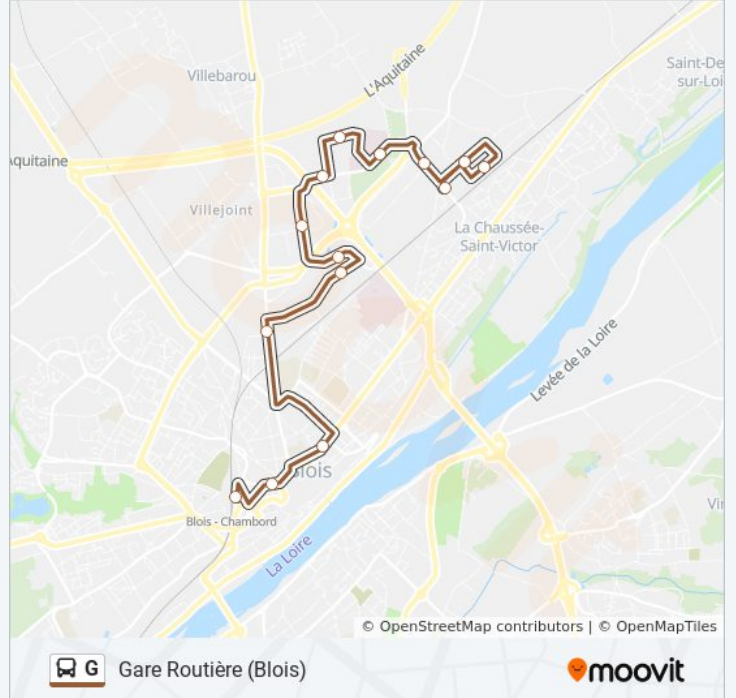 L'Aquitaine
Saint-De
sur-Loi
Villebarou
Aquitaine
Villejoint
La Chaussée-
Saint-Victor
Levée de la Loire
Blois
Vi
Blois - Chambord
La Loire
© OpenStreetMap contributors | © OpenMapTiles
G Gare Routière (Blois)
moovit